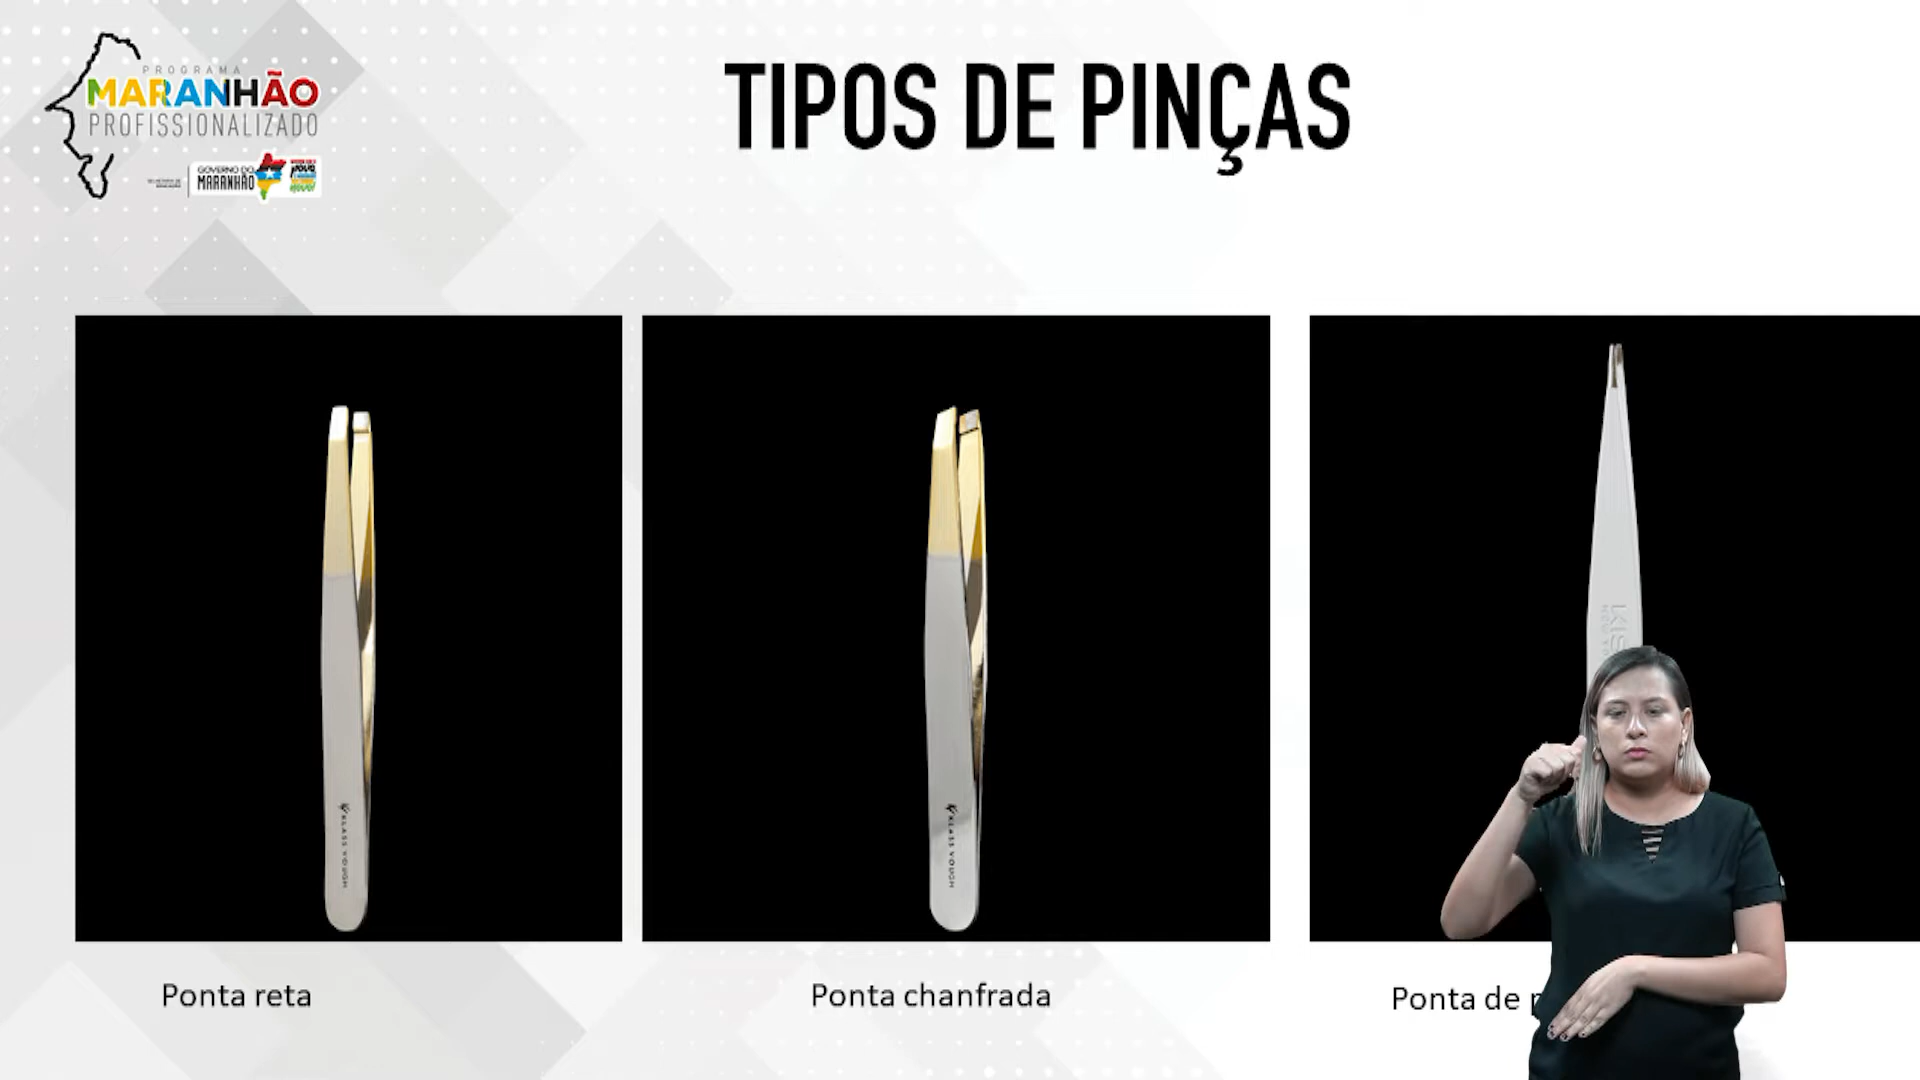 PROGRAMA
MARANHÃO
PROFISSIONALIZADO
GOVERNO DO
MARANHÃO
TIPOS DE PINÇAS
KLASS VOUGH
KLASS VOUGH
Ponta reta
Ponta chanfrada
Ponta de